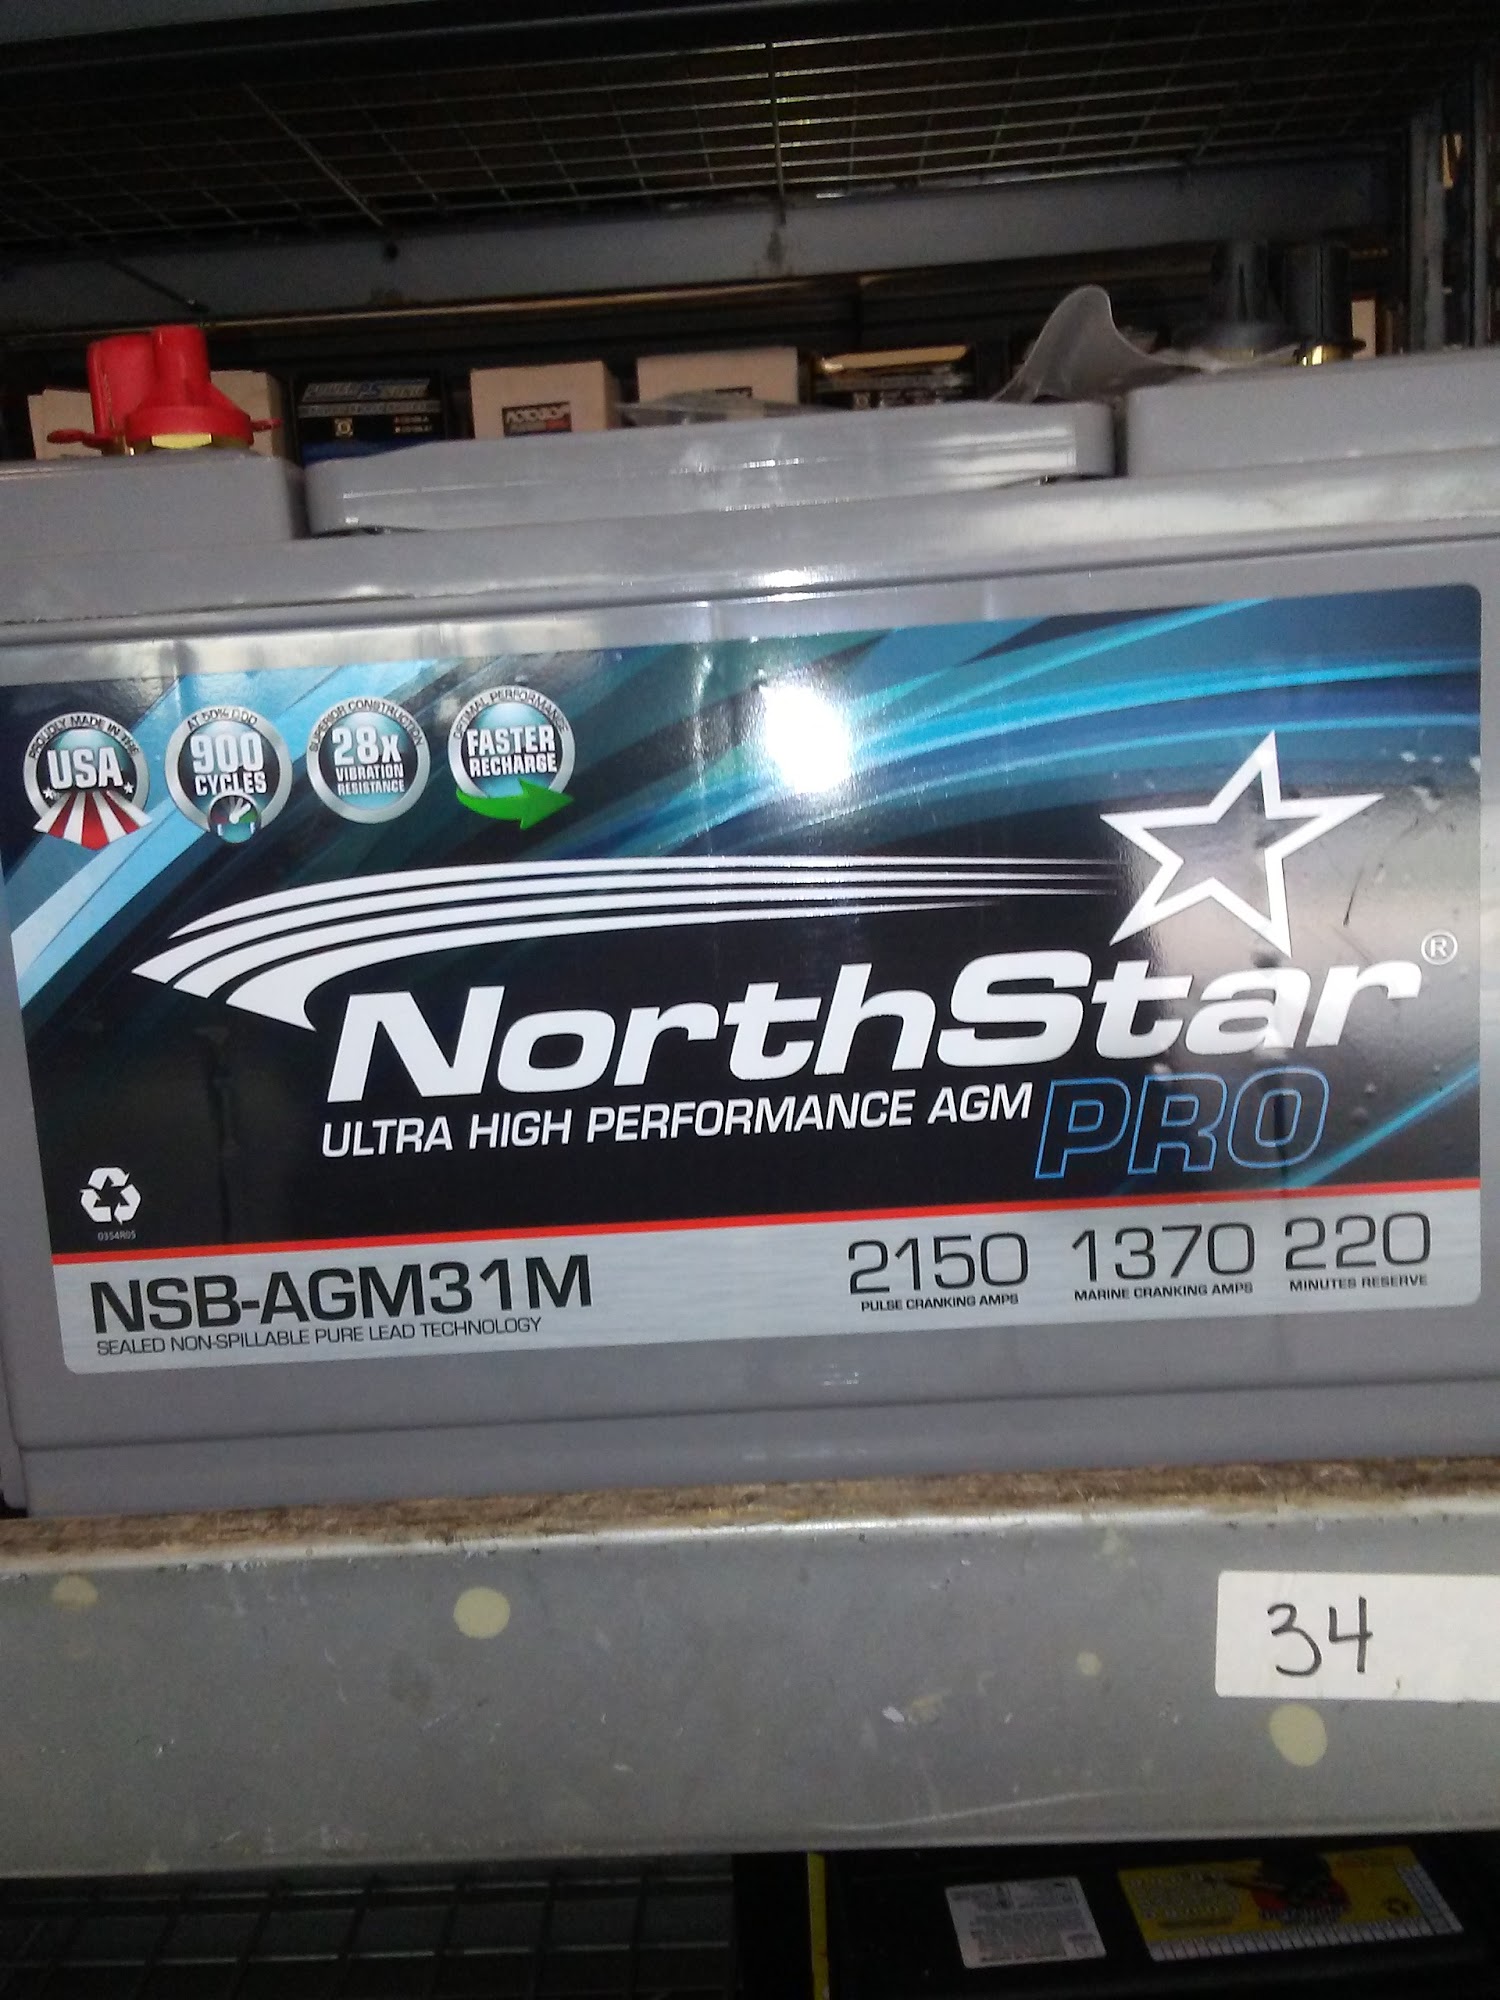 PROUDLY MADE IN THE
USA
AT 50% DOD
900
CYCLES
SUPERIOR CONSTRUCTION
28x
VIBRATION
RESISTANCE
OPTIMAL PERFORMANCE
FASTER
RECHARGE
NorthStar®
ULTRA HIGH PERFORMANCE AGM PRO
0354R05
NSB-AGM31M
SEALED NON-SPILLABLE PURE LEAD TECHNOLOGY
2150
PULSE CRANKING AMPS
1370
MARINE CRANKING AMPS
220
MINUTES RESERVE
34